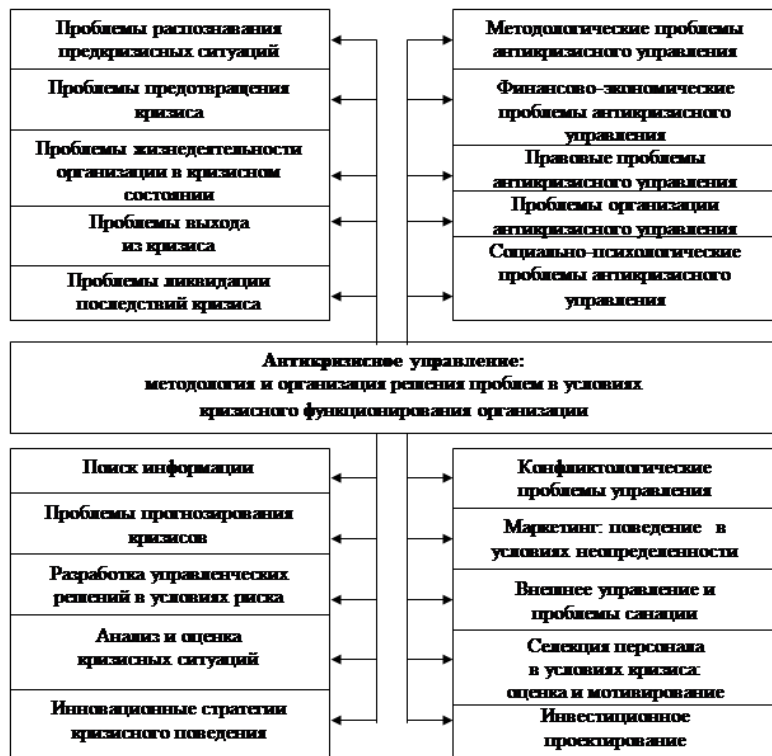 Проблемы распознавания
предкризисных ситуаций
Проблемы предотвращения
кризиса
Проблемы жизнедеятельности
организации в кризисном
состоянии
Проблемы выхода
из кризиса
Проблемы ликвидации
последствий кризиса
Методологические проблемы
антикризисного управления
Финансово-экономические
проблемы антикризисного
управления
Правовые проблемы
антикризисного управления
Проблемы организации
антикризисного управления
Социально-психологические
проблемы антикризисного
управления
Антикризисное управление:
методология и организация решения проблем в условиях
кризисного функционирования организации
Поиск информации
Проблемы прогнозирования
кризисов
Разработка управленческих
решений в условиях риска
Анализ и оценка
кризисных ситуаций
Инновационные стратегии
кризисного поведения
Конфликтологические
проблемы управления
Маркетинг: поведение в
условиях неопределенности
Внешнее управление и
проблемы санации
Селекция персонала
в условиях кризиса:
оценка и мотивирование
Инвестиционное
проектирование